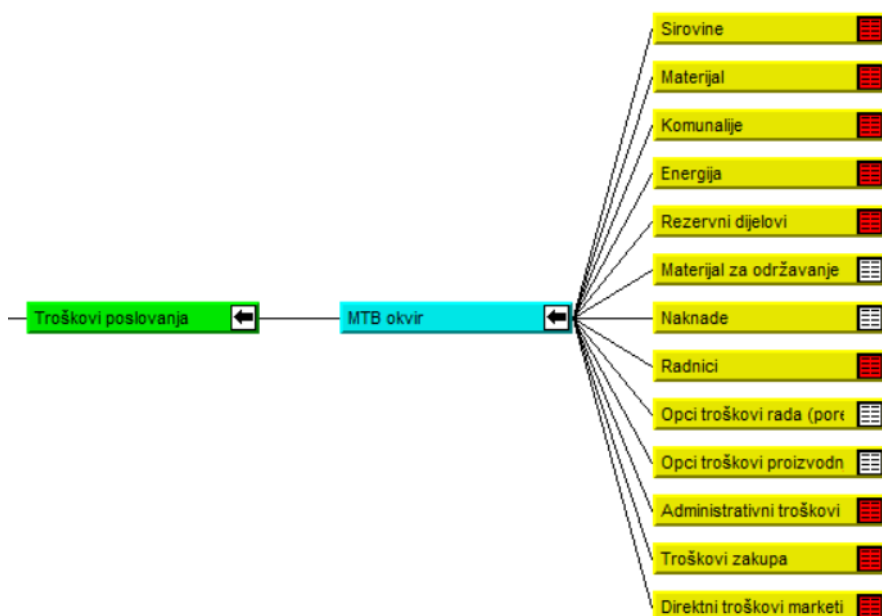 Sirovine
Materijal
Komunalije
Energija
Rezervni dijelovi
Materijal za održavanje
Troškovi poslovanja
MTB okvir
Naknade
Radnici
Opci troškovi rada (pore
Opci troškovi proizvodn
Administrativni troškovi
Troškovi zakupa
Direktni troškovi marketi